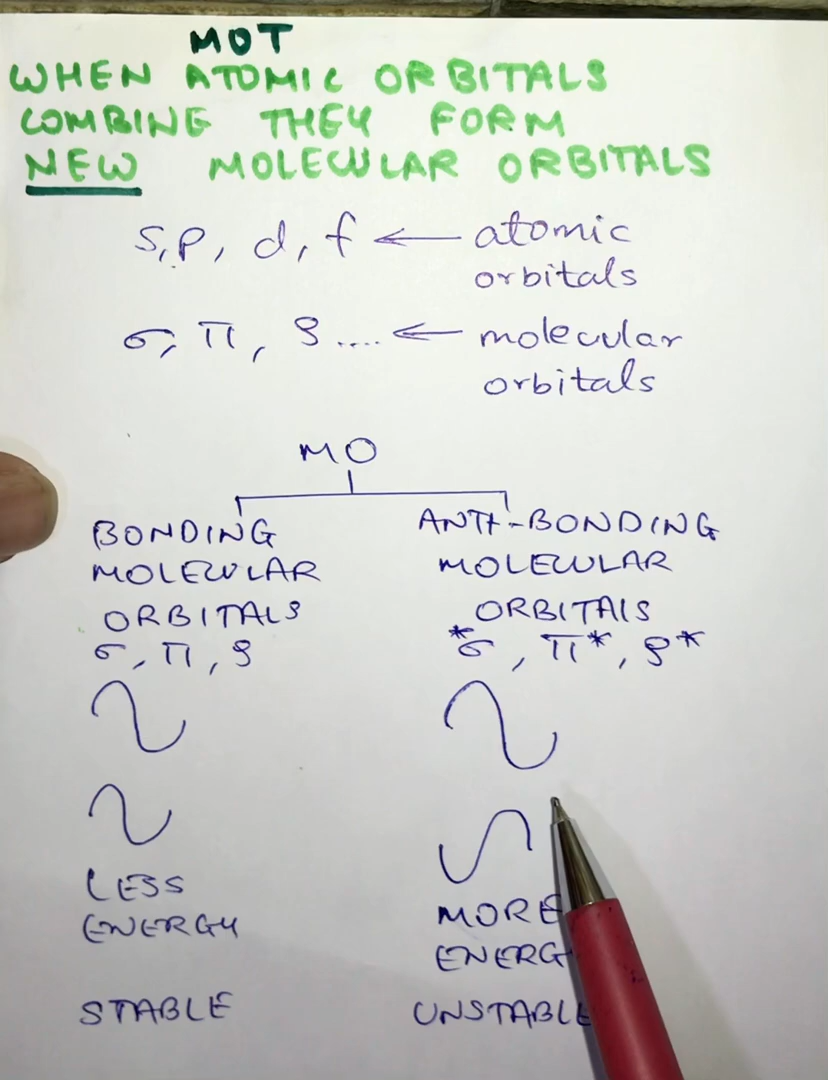 MOT
WHEN ATOMIC ORBITALS
COMBINE THEY FORM
NEW MOLECULAR ORBITALS
s, p, d, f ← atomic
orbitals
σ, π, δ .... ← molecular
orbitals
MO
BONDING
MOLECULAR
ORBITALS
σ, π, δ
ANTI-BONDING
MOLECULAR
ORBITALS
*σ, π*, δ*
LESS
ENERGY
STABLE
MORE
ENERG
UNSTABLE